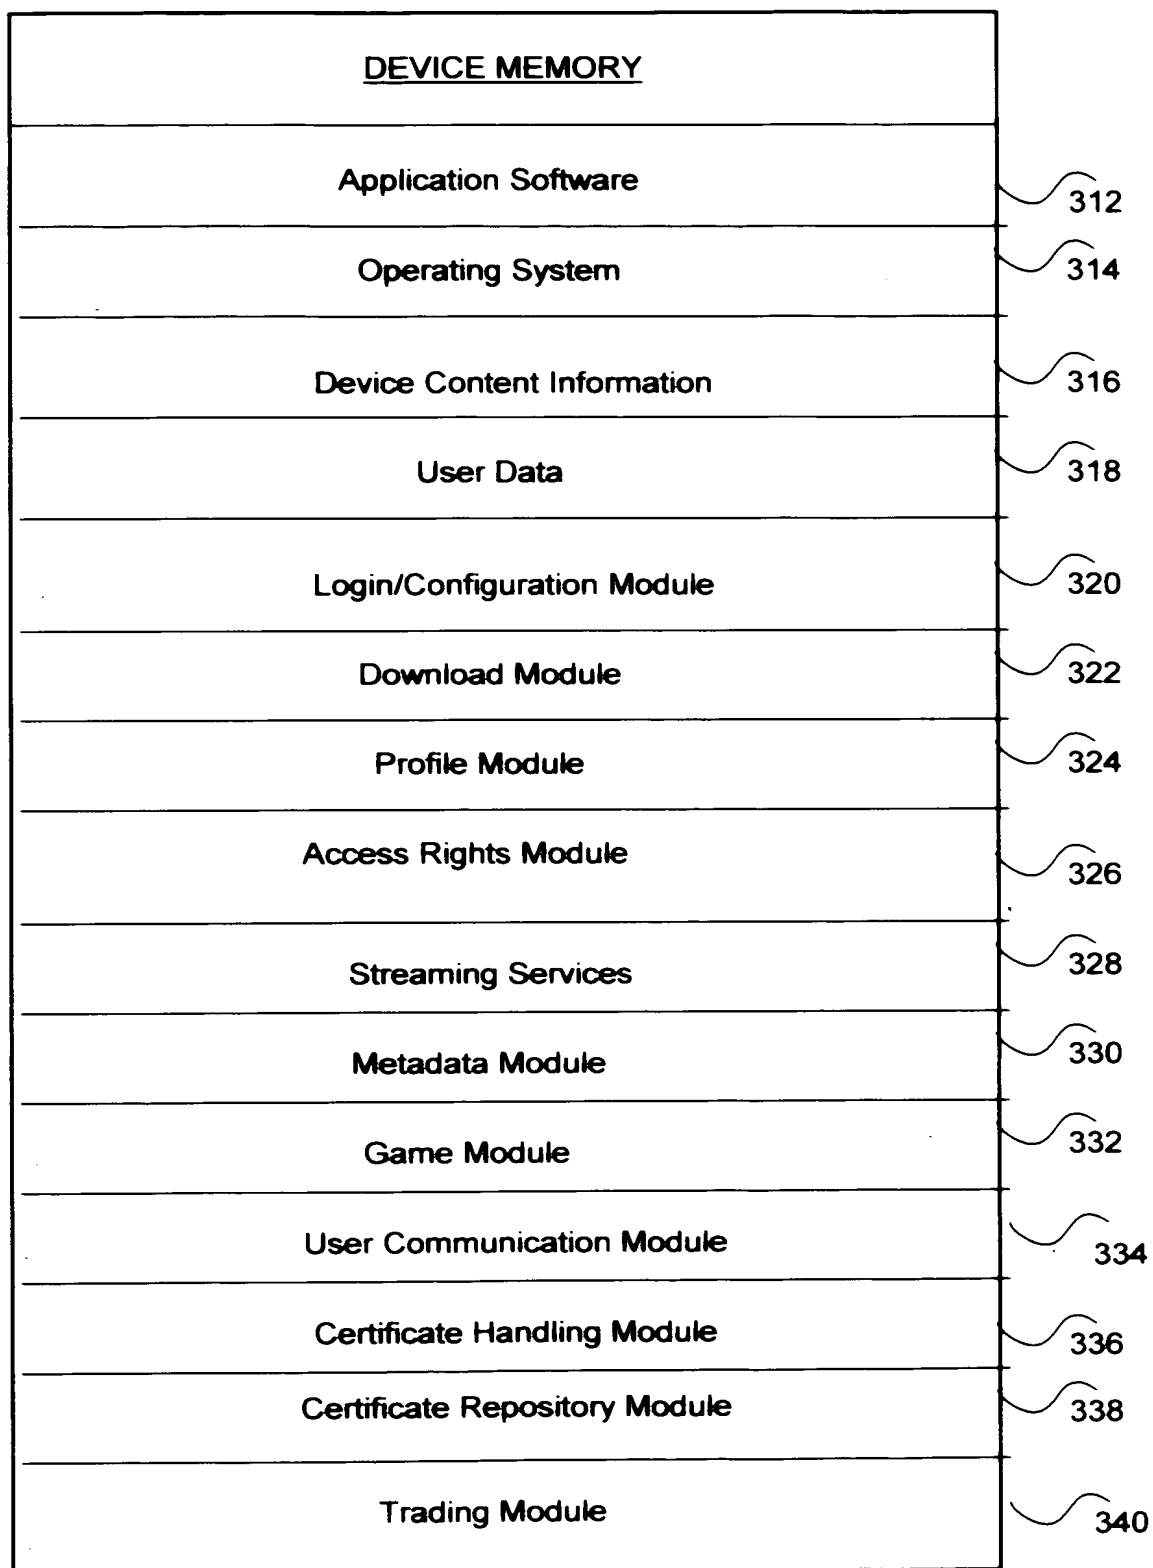 DEVICE MEMORY
Application Software 312
Operating System 314
Device Content Information 316
User Data 318
Login/Configuration Module 320
Download Module 322
Profile Module 324
Access Rights Module 326
Streaming Services 328
Metadata Module 330
Game Module 332
User Communication Module 334
Certificate Handling Module 336
Certificate Repository Module 338
Trading Module 340